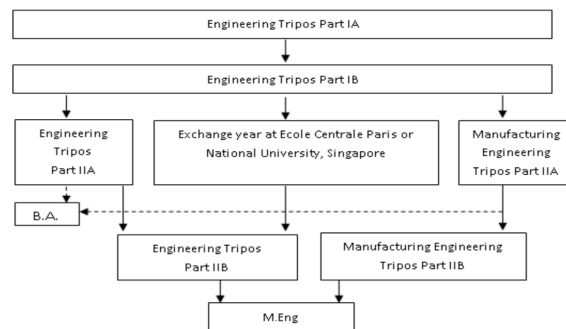 Engineering Tripos Part IA
Engineering Tripos Part IB
Engineering
Tripos
Part IIA
Exchange year at Ecole Centrale Paris or
National University, Singapore
Manufacturing
Engineering
Tripos Part IIA
B.A.
Engineering Tripos
Part IIB
Manufacturing Engineering
Tripos Part IIB
M.Eng